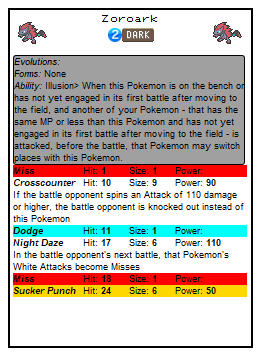 Zoroark
2 DARK
Evolutions:
Forms: None
Ability: Illusion> When this Pokemon is on the bench or
has not yet engaged in its first battle after moving to
the field, and another of your Pokemon - that has the
same MP or less than this Pokemon and has not yet
engaged in its first battle after moving to the field - is
attacked, before the battle, that Pokemon may switch
places with this Pokemon.
Miss Hit: 1 Size: 1 Power:
Crosscounter Hit: 10 Size: 9 Power: 90
If the battle opponent spins an Attack of 110 damage
or higher, the battle opponent is knocked out instead of
this Pokemon
Dodge Hit: 11 Size: 1 Power:
Night Daze Hit: 17 Size: 6 Power: 110
In the battle opponent's next battle, that Pokemon's
White Attacks become Misses
Miss Hit: 18 Size: 1 Power:
Sucker Punch Hit: 24 Size: 6 Power: 50